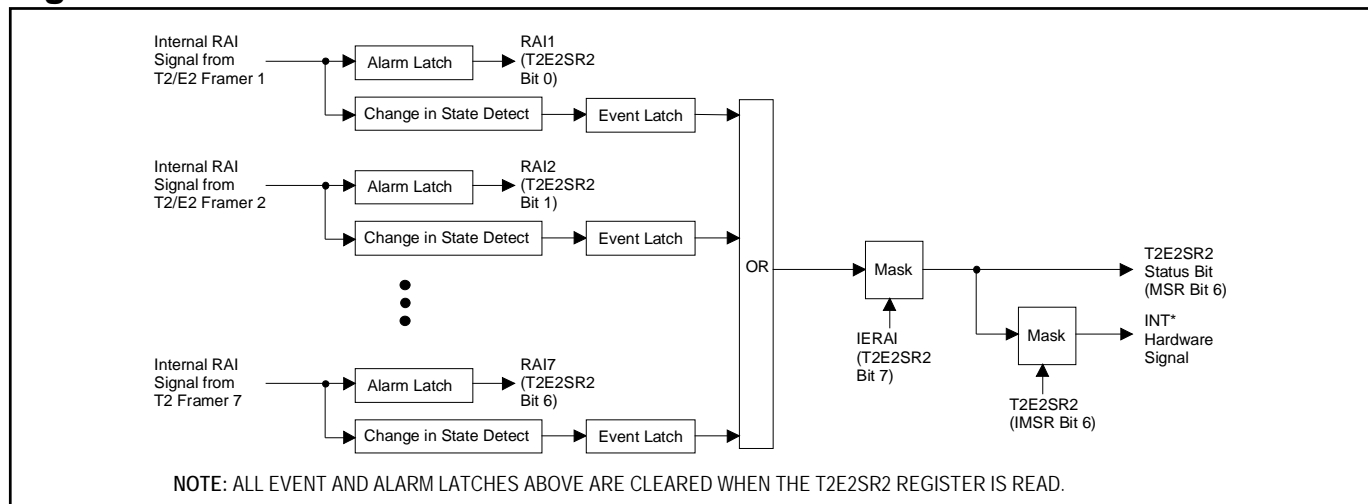 Internal RAI
Signal from
T2/E2 Framer 1
Alarm Latch
RAI1
(T2E2SR2
Bit 0)
Change in State Detect
Event Latch
Internal RAI
Signal from
T2/E2 Framer 2
Alarm Latch
RAI2
(T2E2SR2
Bit 1)
Change in State Detect
Event Latch
OR
Mask
T2E2SR2
Status Bit
(MSR Bit 6)
IERAI
(T2E2SR2
Bit 7)
Mask
INT*
Hardware
Signal
T2E2SR2
(IMSR Bit 6)
Internal RAI
Signal from
T2 Framer 7
Alarm Latch
RAI7
(T2E2SR2
Bit 6)
Change in State Detect
Event Latch
NOTE: ALL EVENT AND ALARM LATCHES ABOVE ARE CLEARED WHEN THE T2E2SR2 REGISTER IS READ.